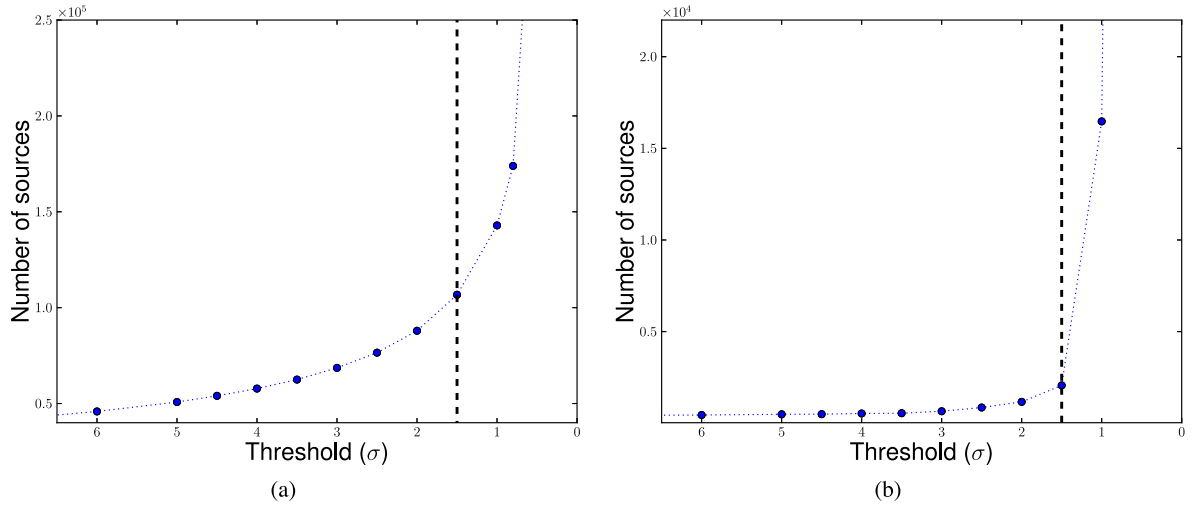 ×10⁵
2.5
2.0
1.5
1.0
0.5
Number of sources
6 5 4 3 2 1 0
Threshold (σ)
(a)
×10⁴
2.0
1.5
1.0
0.5
Number of sources
6 5 4 3 2 1 0
Threshold (σ)
(b)